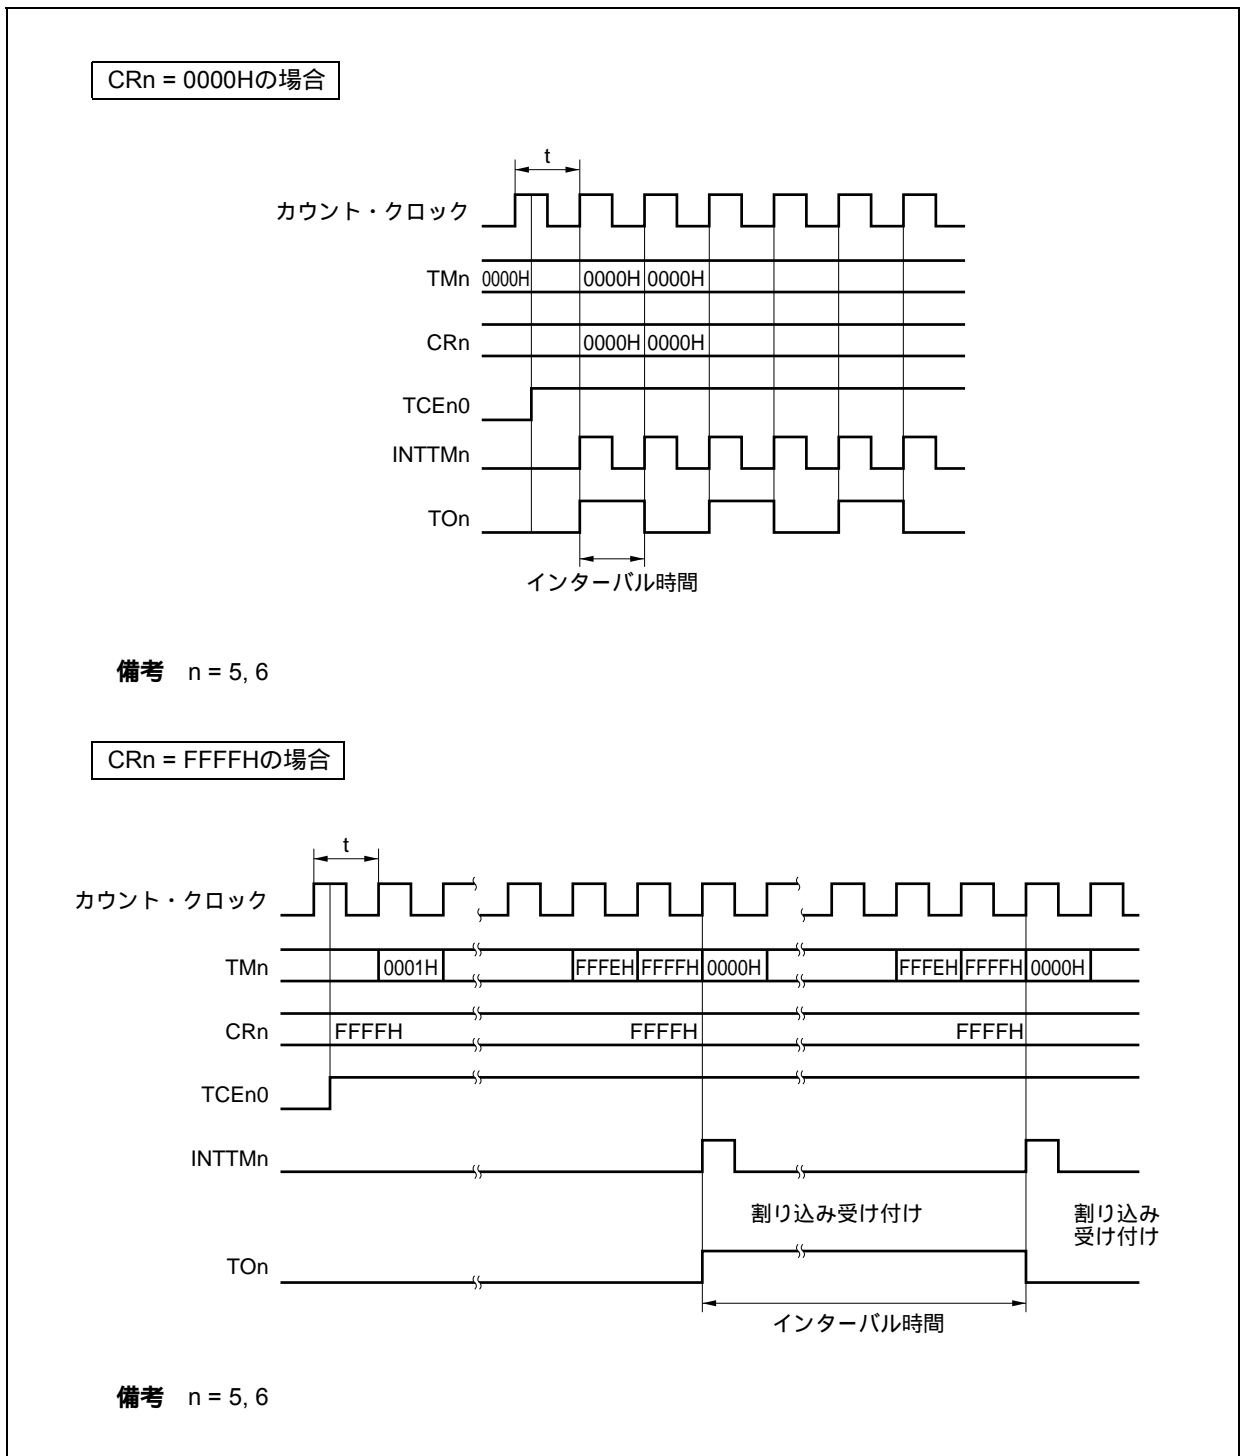 CRn = 0000Hの場合
t
カウント・クロック
TMn 0000H 0000H 0000H
CRn 0000H 0000H
TCEn0
INTTMn
TOn
インターバル時間
備考 n = 5, 6
CRn = FFFFHの場合
t
カウント・クロック
TMn 0001H FFFEH FFFFH 0000H FFFEH FFFFH 0000H
CRn FFFFH FFFFH FFFFH
TCEn0
INTTMn
割り込み受け付け 割り込み
受け付け
TOn
インターバル時間
備考 n = 5, 6